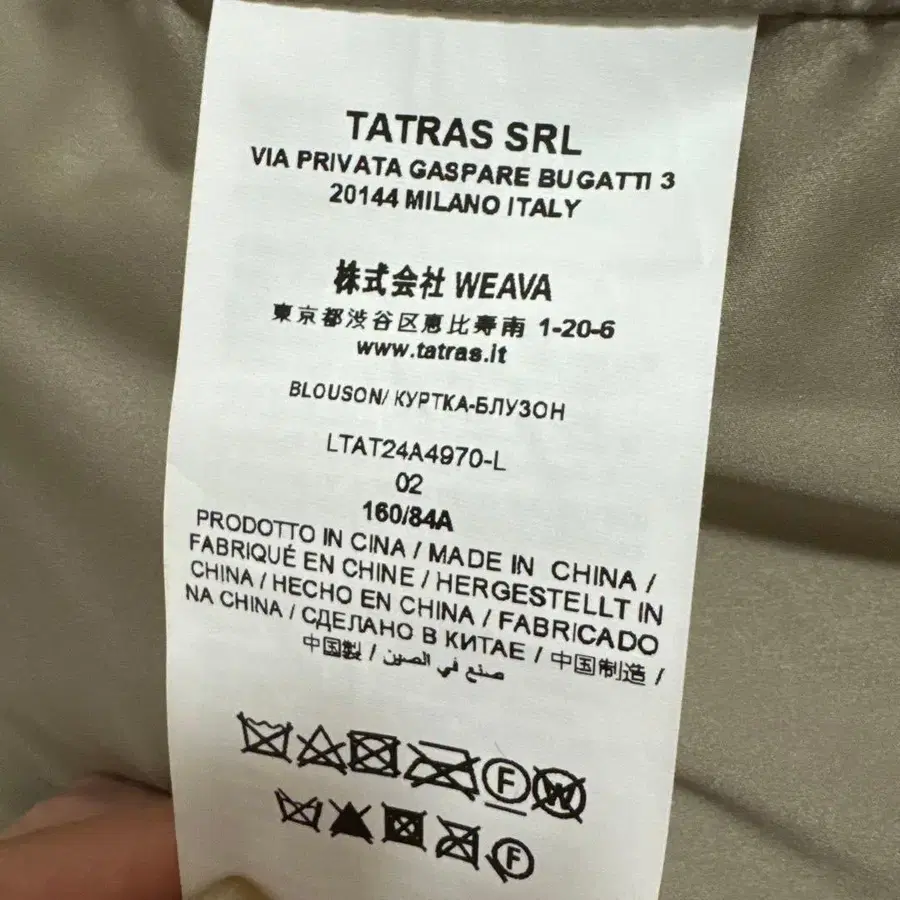 TATRAS SRL
VIA PRIVATA GASPARE BUGATTI 3
20144 MILANO ITALY
株式会社 WEAVA
東京都渋谷区恵比寿南 1-20-6
www.tatras.it
BLOUSON/ КУРТКА-БЛУЗОН
LTAT24A4970-L
02
160/84A
PRODOTTO IN CINA / MADE IN CHINA /
FABRIQUÉ EN CHINE / HERGESTELLT IN
CHINA / HECHO EN CHINA / FABRICADO
NA CHINA / СДЕЛАНО В КИТАЕ / 中国制造 /
中国製 / صنع في الصين
F W
F